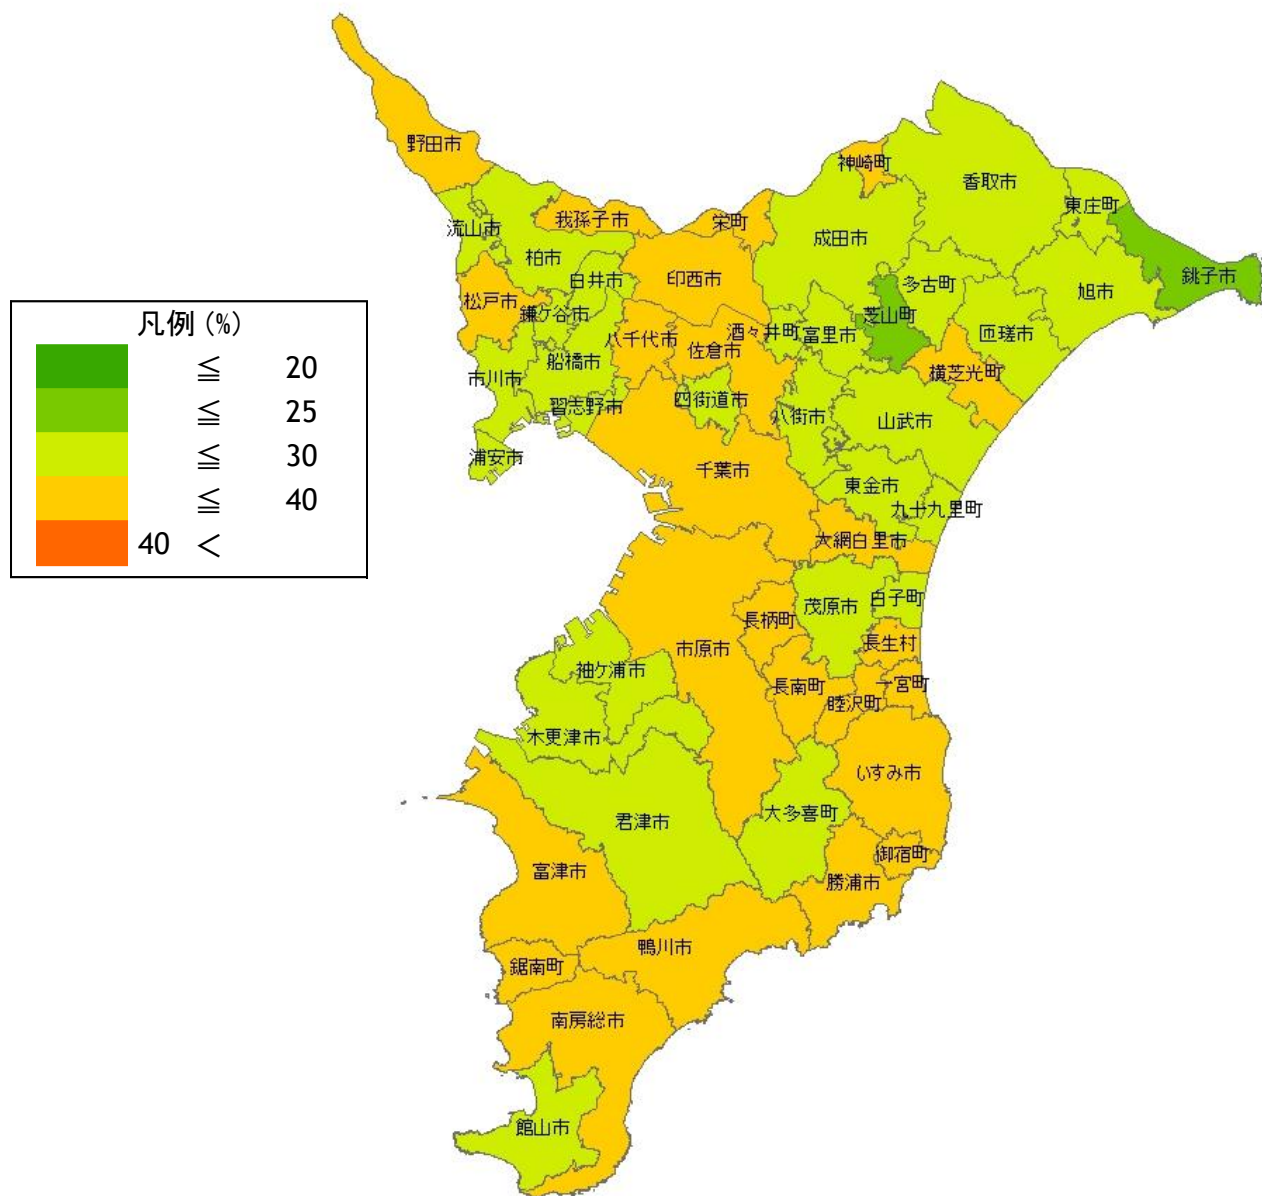 野田市
神崎町
香取市
東庄町
我孫子市
栄町
流山市
成田市
柏市
銚子市
印西市
白井市
多古町
旭市
松戸市
凡例 (%)
鎌ケ谷市
芝山町
酒々井町
富里市
匝瑳市
八千代市
佐倉市
船橋市
≦ 20
横芝光町
市川市
四街道市
習志野市
≦ 25
八街市
山武市
浦安市
≦ 30
千葉市
東金市
≦ 40
九十九里町
大網白里市
40 <
白子町
茂原市
長柄町
長生村
市原市
袖ケ浦市
長南町
一宮町
睦沢町
木更津市
いすみ市
大多喜町
君津市
御宿町
富津市
勝浦市
鴨川市
鋸南町
南房総市
館山市